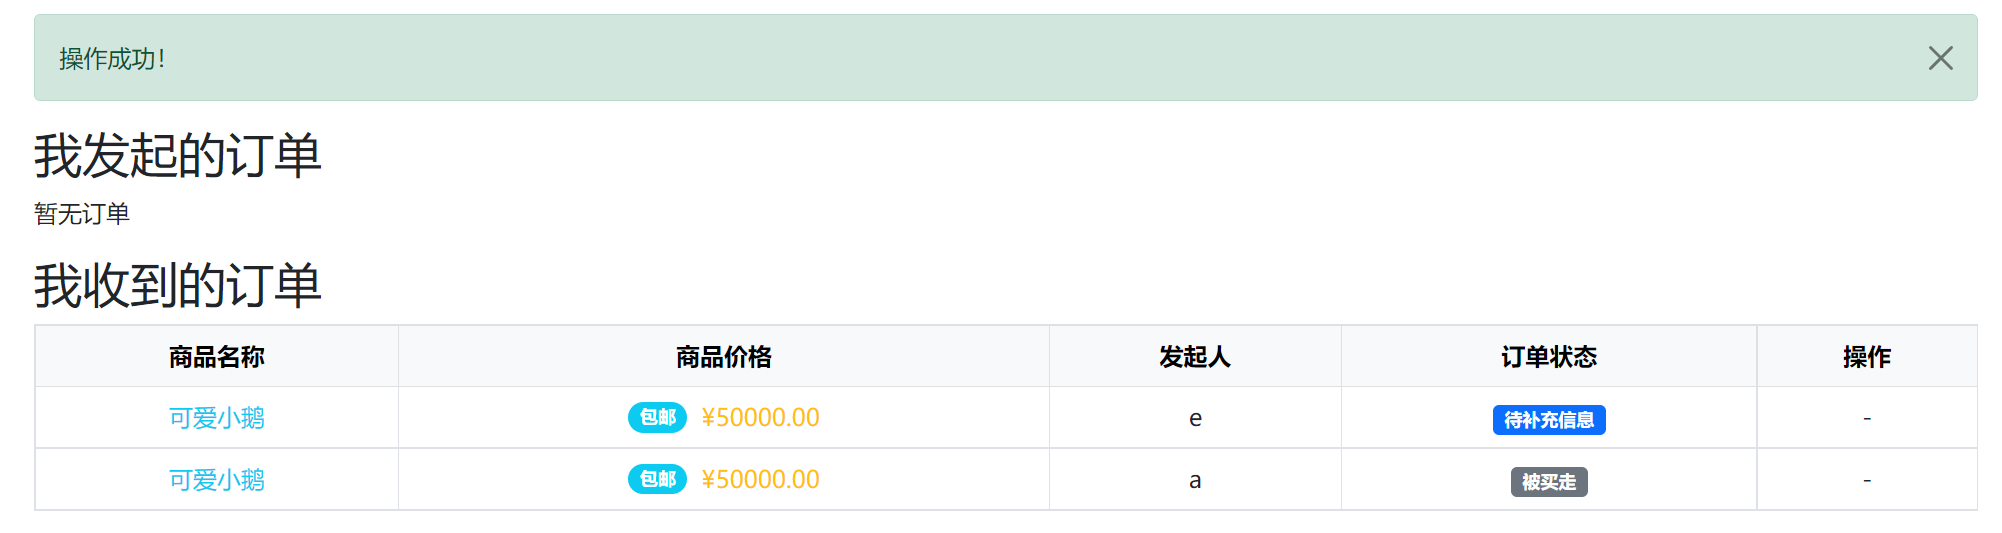 操作成功！
我发起的订单
暂无订单
我收到的订单
商品名称 商品价格 发起人 订单状态 操作
可爱小鹅 包邮 ¥50000.00 e 待补充信息 -
可爱小鹅 包邮 ¥50000.00 a 被买走 -